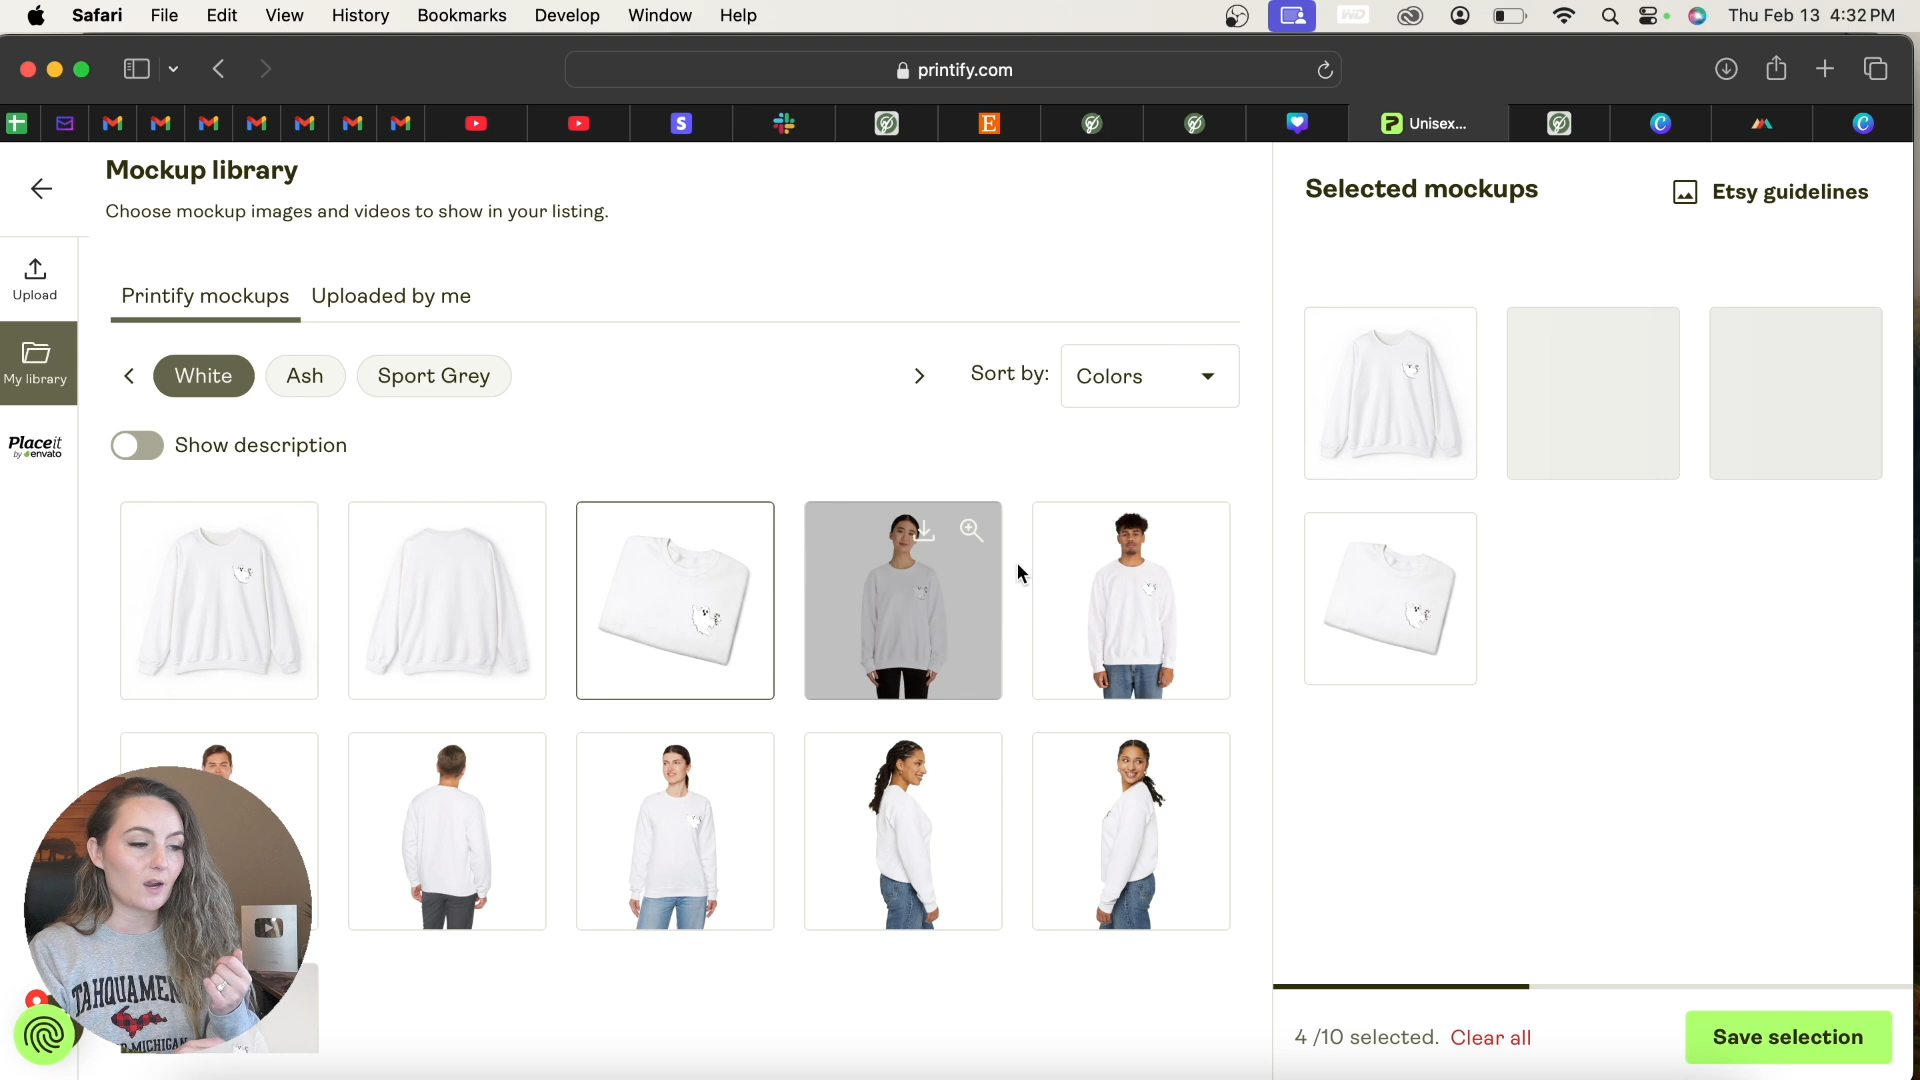 Safari File Edit View History Bookmarks Develop Window Help
WD
Thu Feb 13 4:32 PM
printify.com
S
E
Unisex...
C
C
Mockup library
Choose mockup images and videos to show in your listing.
Upload
My library
Placeit
by envato
Printify mockups Uploaded by me
White Ash Sport Grey
Sort by: Colors
Show description
Selected mockups
Etsy guidelines
TAHQUAMEN
MICHIGAN
4 /10 selected. Clear all
Save selection